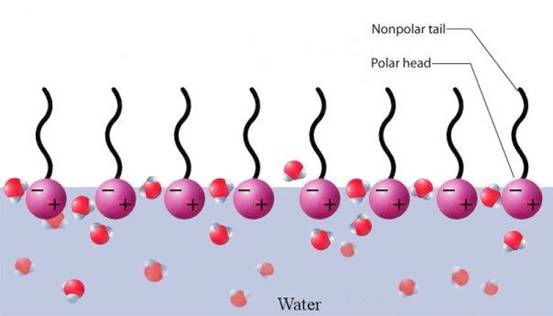 Nonpolar tail
Polar head
− + − + − + − + − + − + − + − +
Water